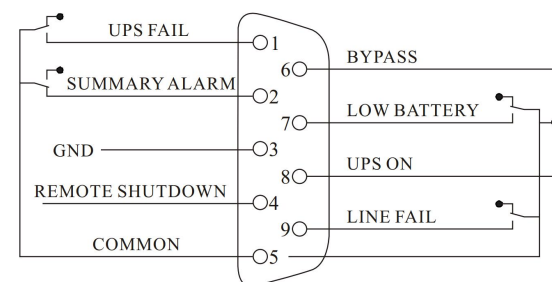 UPS FAIL 1
6 BYPASS
SUMMARY ALARM 2
7 LOW BATTERY
GND 3
8 UPS ON
REMOTE SHUTDOWN 4
9 LINE FAIL
COMMON 5